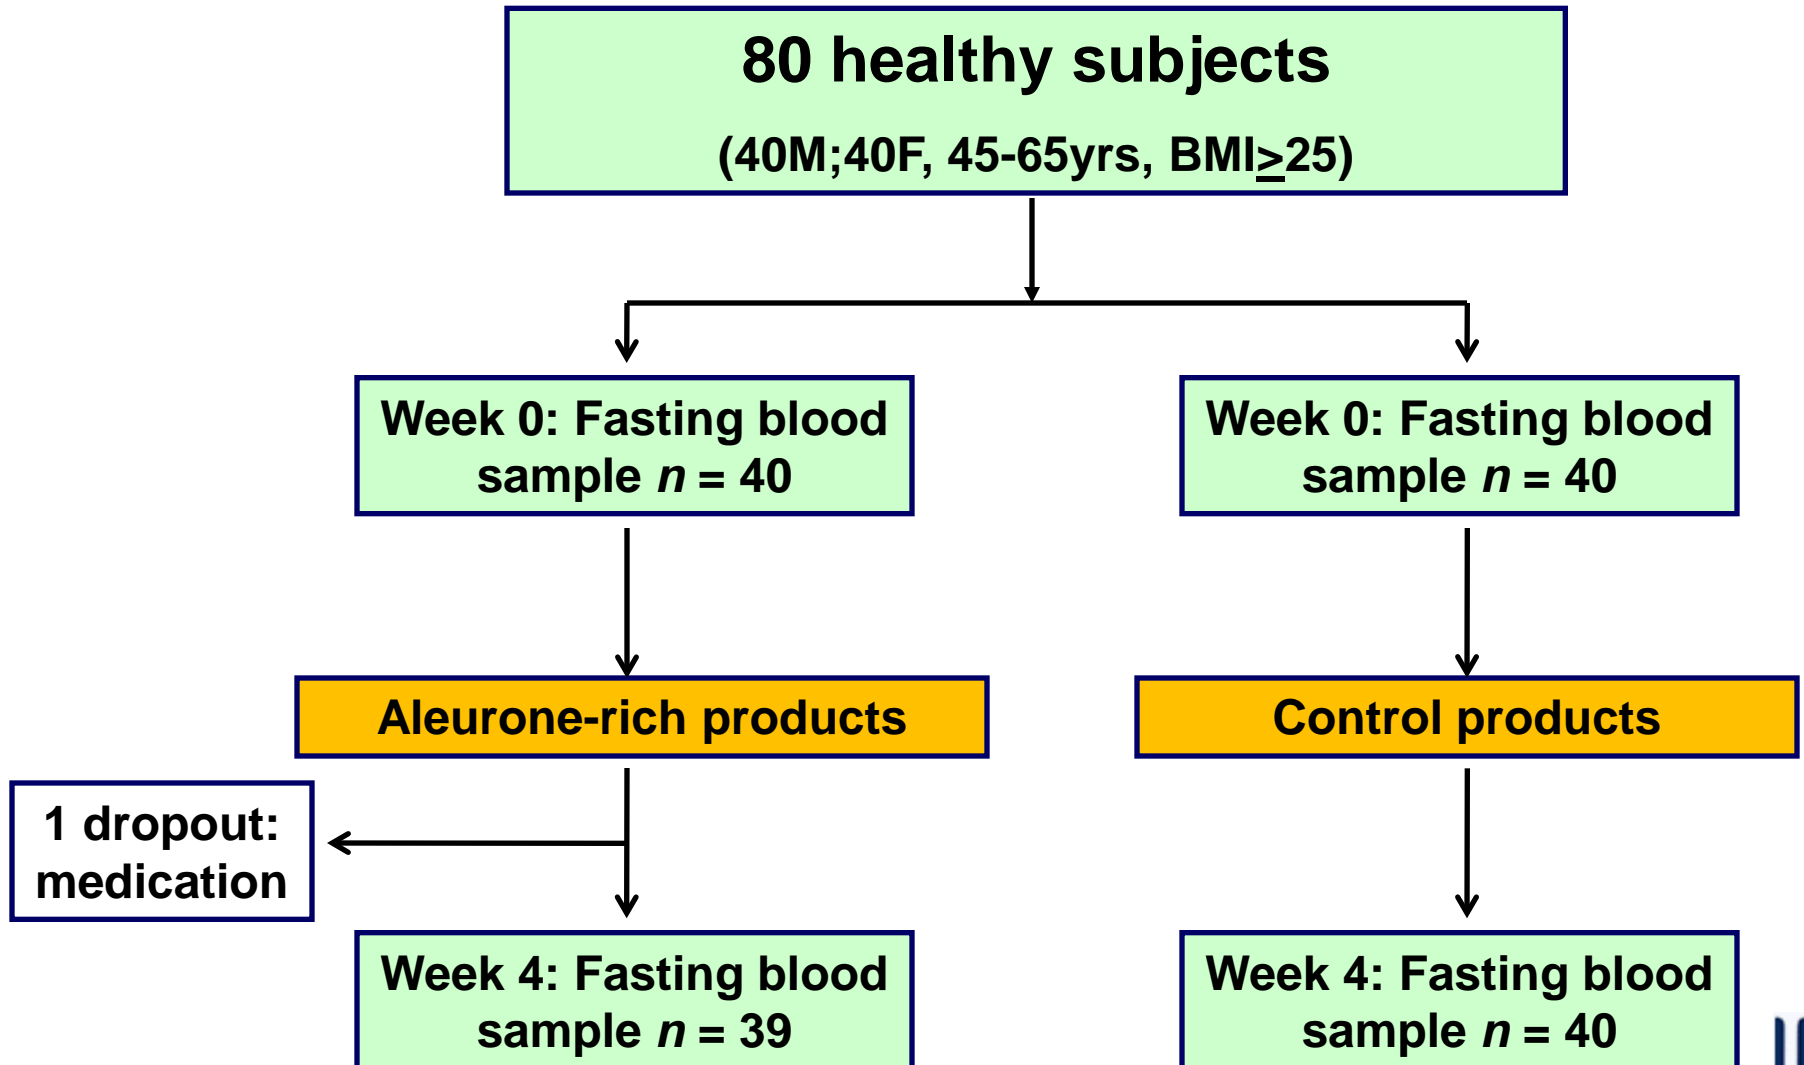 80 healthy subjects
(40M;40F, 45-65yrs, BMI≥25)
Week 0: Fasting blood
sample n = 40
Week 0: Fasting blood
sample n = 40
Aleurone-rich products
Control products
1 dropout:
medication
Week 4: Fasting blood
sample n = 39
Week 4: Fasting blood
sample n = 40